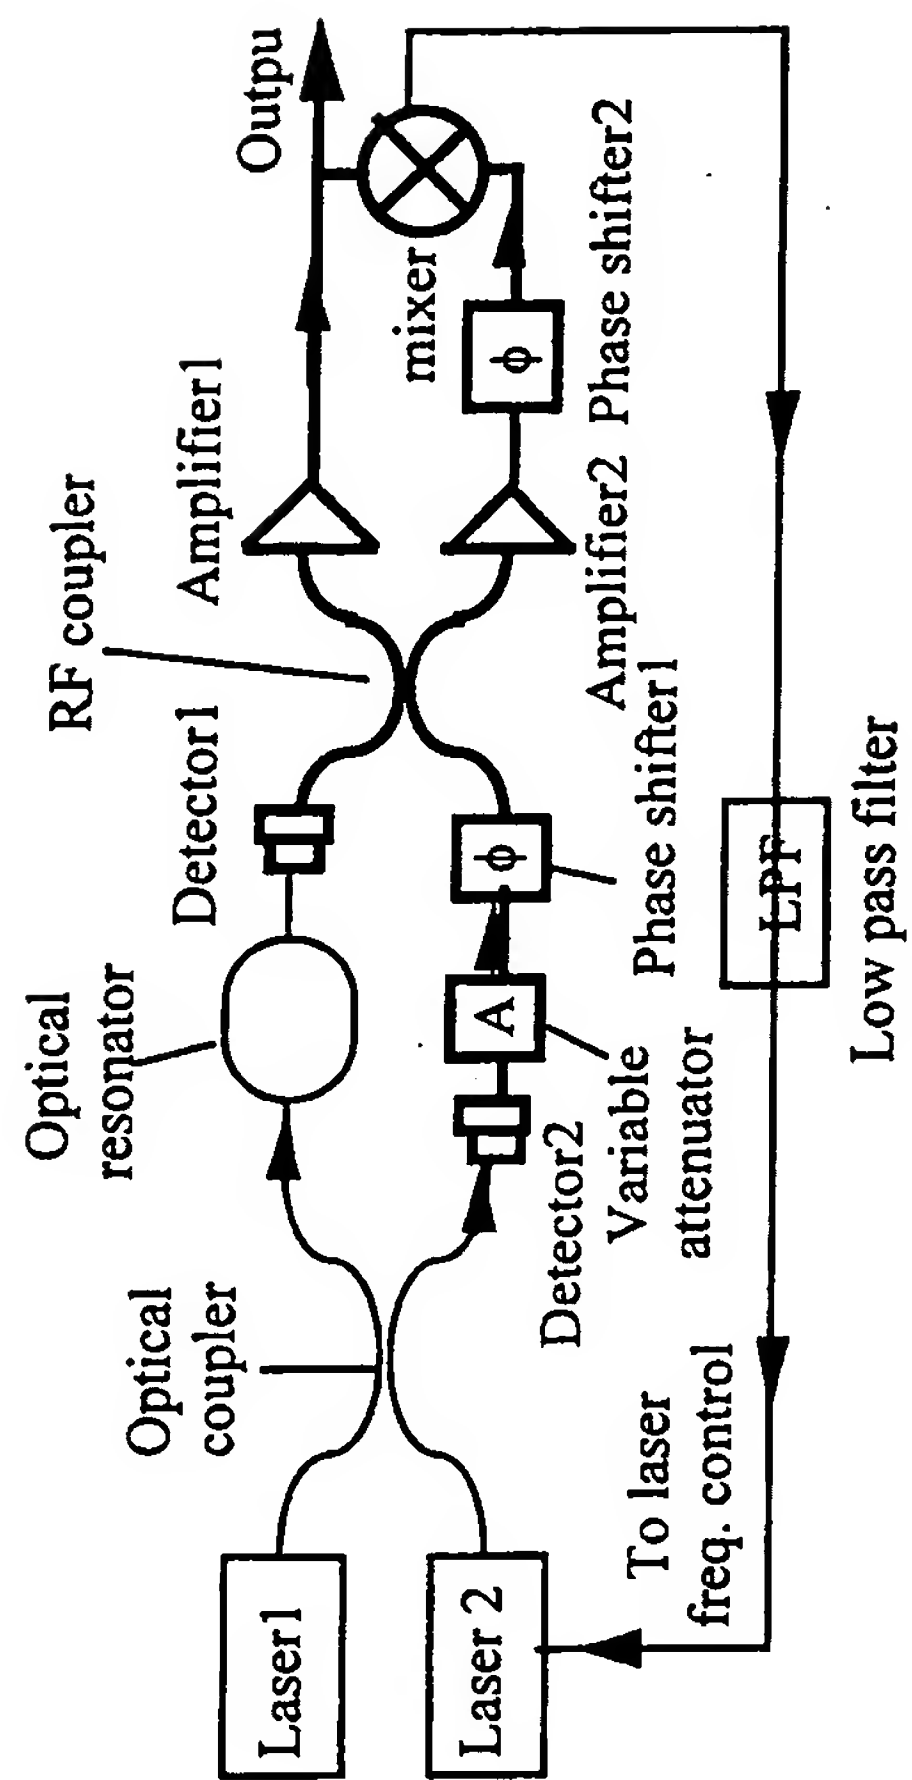 Laser1
Laser 2
Optical
coupler
To laser
freq. control
Optical
resonator
Detector1
Detector2
A
Variable
attenuator
ϕ
Phase shifter1
RF coupler
Amplifier1
Amplifier2
ϕ
Phase shifter2
mixer
Outpu
LPF
Low pass filter